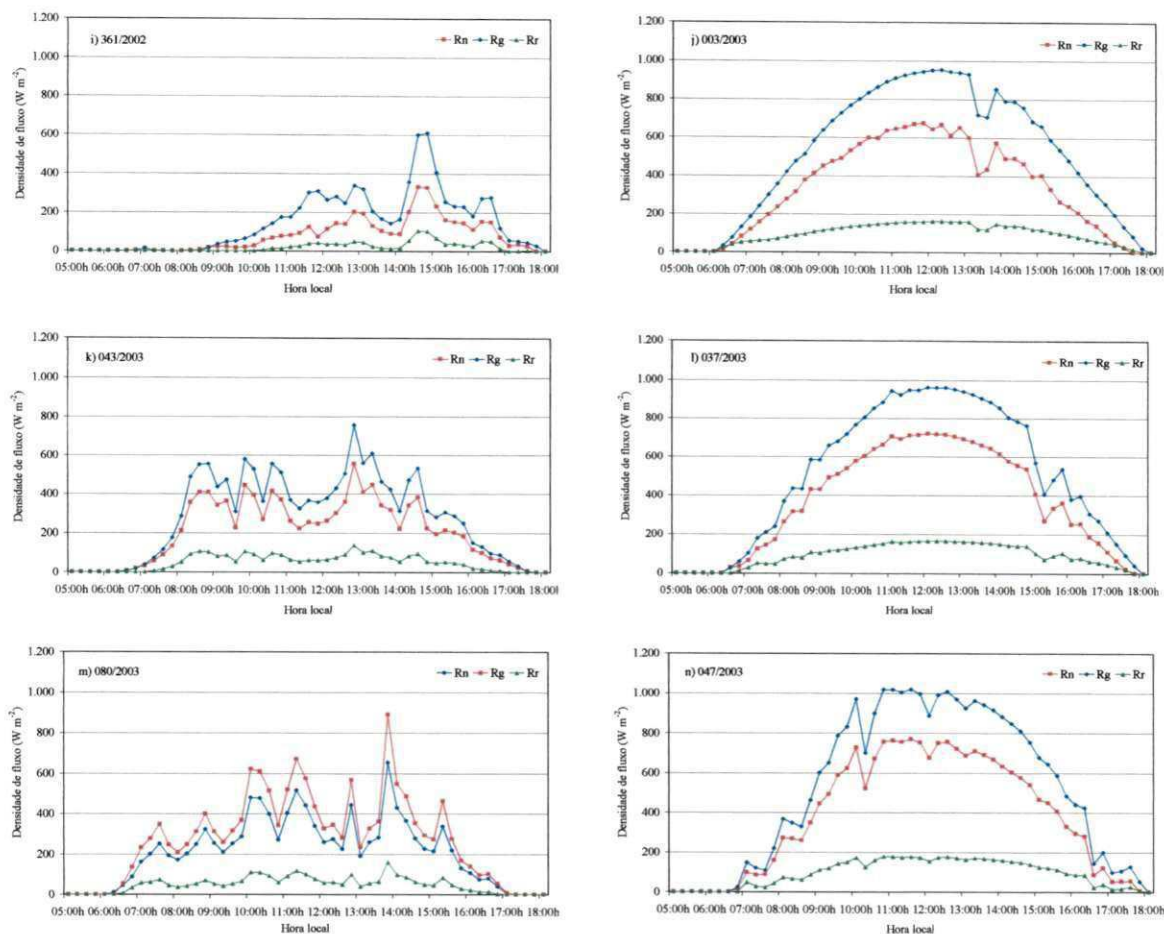 i) 361/2002
Rn Rg Rr
Densidade de fluxo (W m⁻²)
1.200
1.000
800
600
400
200
0
05:00h 06:00h 07:00h 08:00h 09:00h 10:00h 11:00h 12:00h 13:00h 14:00h 15:00h 16:00h 17:00h 18:00h
Hora local
j) 003/2003
Rn Rg Rr
Densidade de fluxo (W m⁻²)
1.200
1.000
800
600
400
200
0
05:00h 06:00h 07:00h 08:00h 09:00h 10:00h 11:00h 12:00h 13:00h 14:00h 15:00h 16:00h 17:00h 18:00h
Hora local
k) 043/2003
Rn Rg Rr
Densidade de fluxo (W m⁻²)
1.200
1.000
800
600
400
200
0
05:00h 06:00h 07:00h 08:00h 09:00h 10:00h 11:00h 12:00h 13:00h 14:00h 15:00h 16:00h 17:00h 18:00h
Hora local
l) 037/2003
Rn Rg Rr
Densidade de fluxo (W m⁻²)
1.200
1.000
800
600
400
200
0
05:00h 06:00h 07:00h 08:00h 09:00h 10:00h 11:00h 12:00h 13:00h 14:00h 15:00h 16:00h 17:00h 18:00h
Hora local
m) 080/2003
Rn Rg Rr
Densidade de fluxo (W m⁻²)
1.200
1.000
800
600
400
200
0
05:00h 06:00h 07:00h 08:00h 09:00h 10:00h 11:00h 12:00h 13:00h 14:00h 15:00h 16:00h 17:00h 18:00h
Hora local
n) 047/2003
Rn Rg Rr
Densidade de fluxo (W m⁻²)
1.200
1.000
800
600
400
200
0
05:00h 06:00h 07:00h 08:00h 09:00h 10:00h 11:00h 12:00h 13:00h 14:00h 15:00h 16:00h 17:00h 18:00h
Hora local